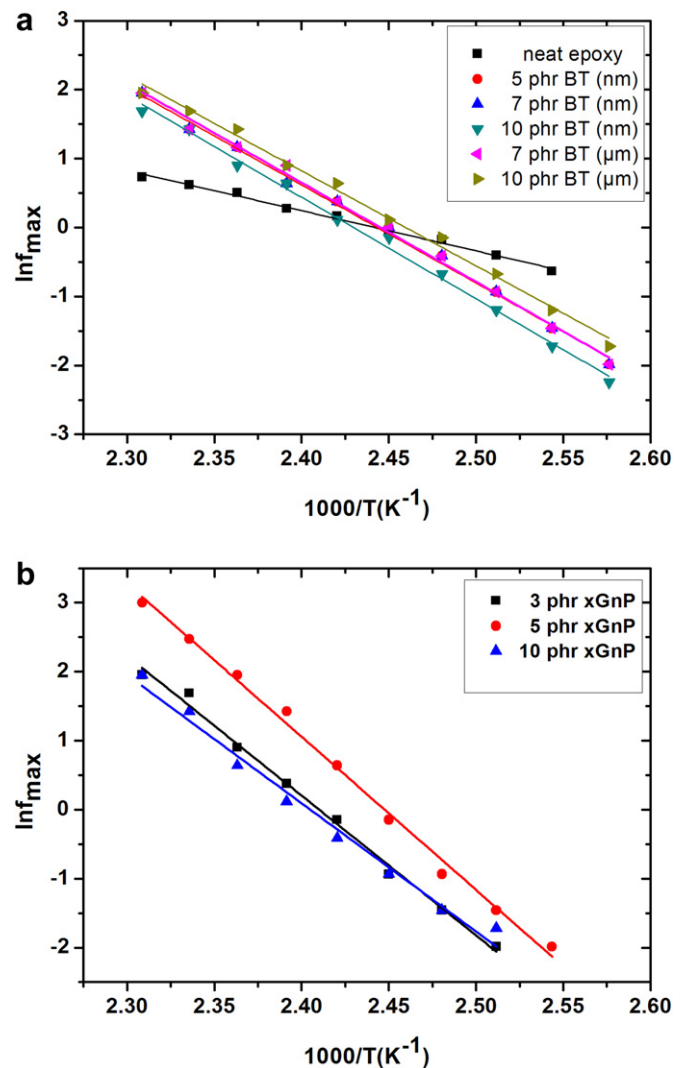 a
3
2
1
0
-1
-2
-3
lnf_max
neat epoxy
5 phr BT (nm)
7 phr BT (nm)
10 phr BT (nm)
7 phr BT (μm)
10 phr BT (μm)
2.30 2.35 2.40 2.45 2.50 2.55 2.60
1000/T(K⁻¹)
b
3
2
1
0
-1
-2
lnf_max
3 phr xGnP
5 phr xGnP
10 phr xGnP
2.30 2.35 2.40 2.45 2.50 2.55 2.60
1000/T(K⁻¹)